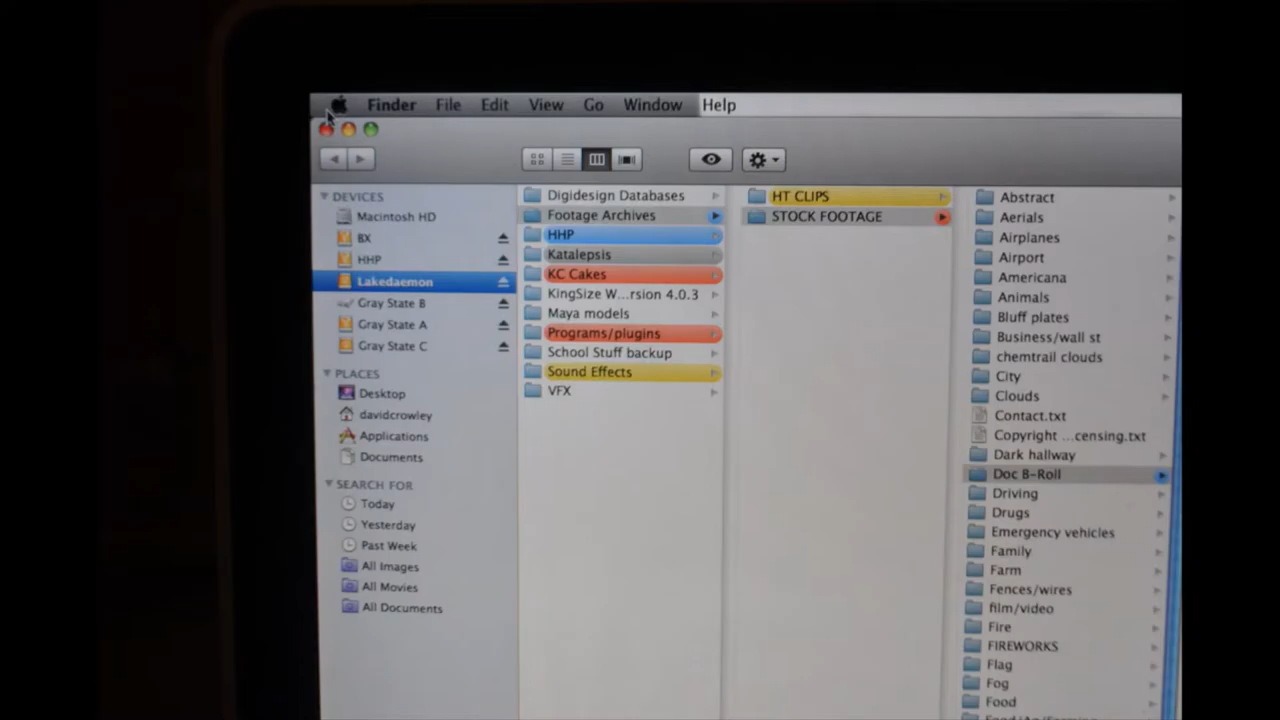 Finder File Edit View Go Window Help
DEVICES
Macintosh HD
BX
HHP
Lakedaemon
Gray State B
Gray State A
Gray State C
PLACES
Desktop
davidcrowley
Applications
Documents
SEARCH FOR
Today
Yesterday
Past Week
All Images
All Movies
All Documents
Digidesign Databases
Footage Archives
HHP
Katalepsis
KC Cakes
KingSize W...rsion 4.0.3
Maya models
Programs/plugins
School Stuff backup
Sound Effects
VFX
HT CLIPS
STOCK FOOTAGE
Abstract
Aerials
Airplanes
Airport
Americana
Animals
Bluff plates
Business/wall st
chemtrail clouds
City
Clouds
Contact.txt
Copyright ...censing.txt
Dark hallway
Doc B-Roll
Driving
Drugs
Emergency vehicles
Family
Farm
Fences/wires
film/video
Fire
FIREWORKS
Flag
Fog
Food